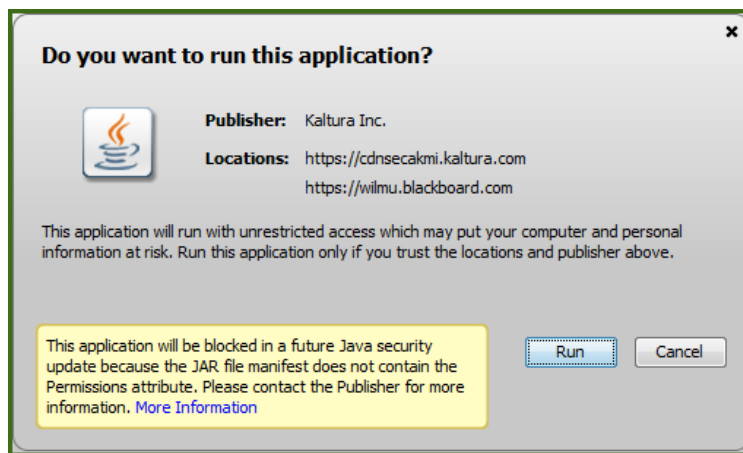 Do you want to run this application?
Publisher: Kaltura Inc.
Locations: https://cdnsecakmi.kaltura.com
https://wilmu.blackboard.com
This application will run with unrestricted access which may put your computer and personal
information at risk. Run this application only if you trust the locations and publisher above.
This application will be blocked in a future Java security
update because the JAR file manifest does not contain the
Permissions attribute. Please contact the Publisher for more
information. More Information
Run Cancel